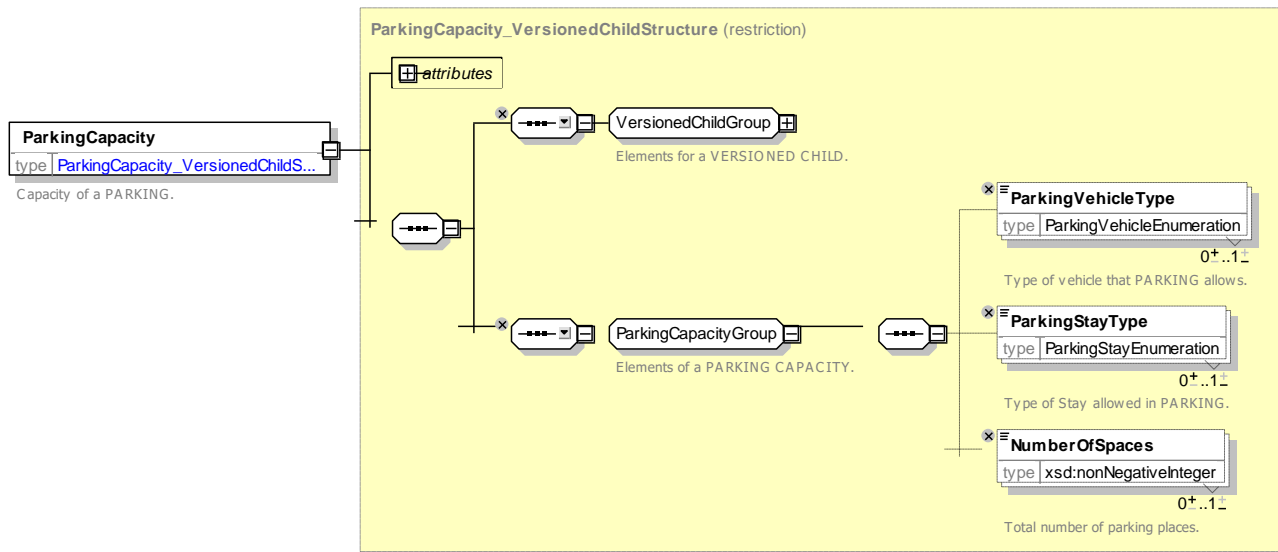 ParkingCapacity_VersionedChildStructure (restriction)
attributes
VersionedChildGroup
Elements for a VERSIONED CHILD.
ParkingCapacity
type ParkingCapacity_VersionedChildS...
Capacity of a PARKING.
ParkingVehicleType
type ParkingVehicleEnumeration
0±..1±
Type of vehicle that PARKING allows.
ParkingCapacityGroup
Elements of a PARKING CAPACITY.
ParkingStayType
type ParkingStayEnumeration
0±..1±
Type of Stay allowed in PARKING.
NumberOfSpaces
type xsd:nonNegativeInteger
0±..1±
Total number of parking places.